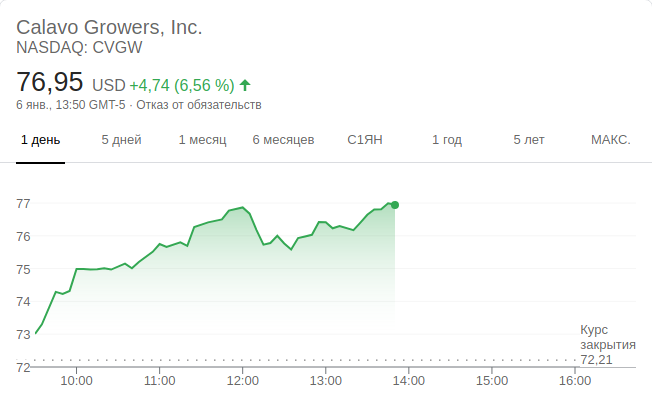 Calavo Growers, Inc.
NASDAQ: CVGW
76,95 USD +4,74 (6,56 %)
6 янв., 13:50 GMT-5 · Отказ от обязательств
1 день 5 дней 1 месяц 6 месяцев С1ЯН 1 год 5 лет МАКС.
77
76
75
74
73
72
Курс
закрытия
72,21
10:00 11:00 12:00 13:00 14:00 15:00 16:00